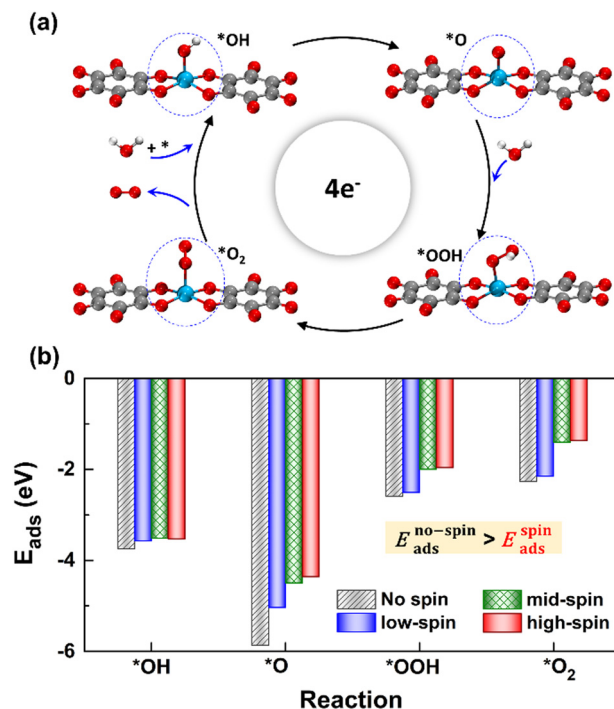 (a)
*OH
*O
+ *
4e⁻
*O₂
*OOH
(b)
0
-2
-4
-6
E_ads (eV)
E_ads^no-spin > E_ads^spin
No spin
mid-spin
low-spin
high-spin
*OH
*O
*OOH
*O₂
Reaction